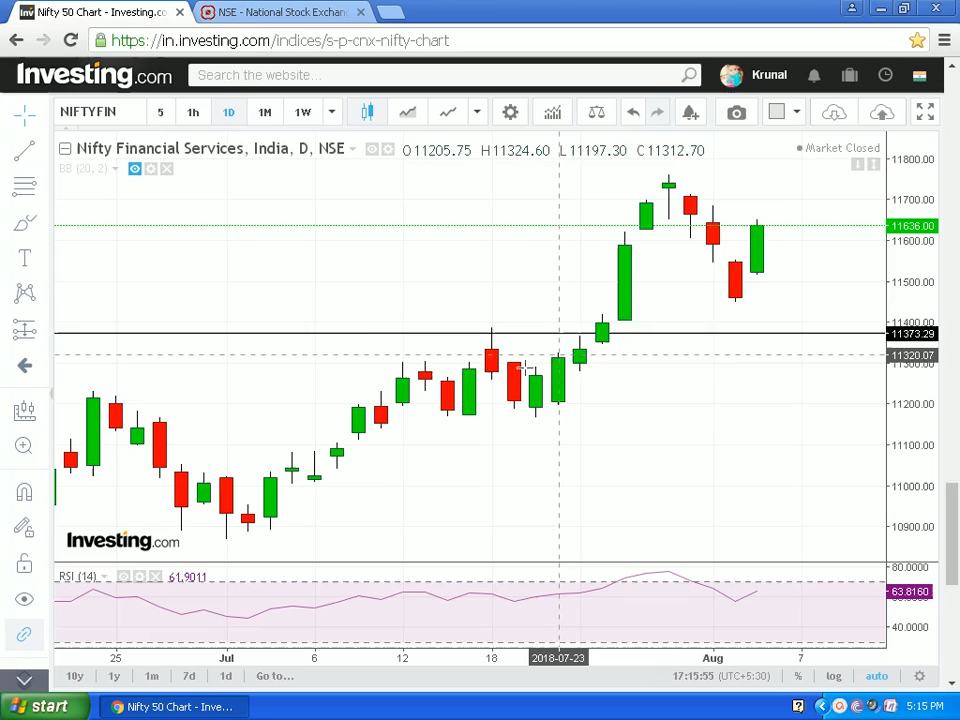 Nifty 50 Chart - Investing.co
NSE - National Stock Exchan
https://in.investing.com/indices/s-p-cnx-nifty-chart
Investing.com
Search the website...
Krunal
NIFTYFIN 5 1h 1D 1M 1W
Nifty Financial Services, India, D, NSE O 11205.75 H 11324.60 L 11197.30 C 11312.70
Market Closed
BB (20, 2)
11800.00
11700.00
11636.00
11600.00
11500.00
11400.00
11373.29
11320.07
11300.00
11200.00
11100.00
11000.00
10900.00
Investing.com
RSI (14) 61.9011
80.0000
63.8160
40.0000
25 Jul 6 12 18 2018-07-23 Aug 7
10y 1y 1m 7d 1d Go to... 17:15:55 (UTC+5:30) % log auto
start
Nifty 50 Chart - Inve...
5:15 PM